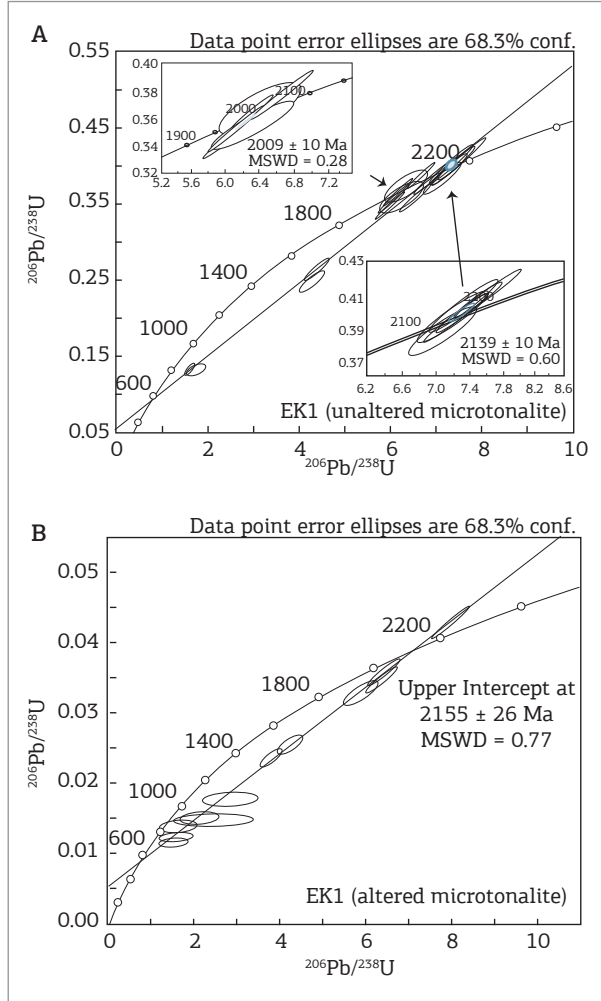 A
Data point error ellipses are 68.3% conf.
0.55
0.45
0.35
0.25
0.15
0.05
²⁰⁶Pb/²³⁸U
0 2 4 6 8 10
²⁰⁶Pb/²³⁸U
600
1000
1400
1800
2200
0.40
0.38
0.36
0.34
0.32
5.2 5.6 6.0 6.4 6.8 7.2
1900
2000
2100
2009 ± 10 Ma
MSWD = 0.28
0.43
0.41
0.39
0.37
6.2 6.6 7.0 7.4 7.8 8.2 8.6
2100
2200
2139 ± 10 Ma
MSWD = 0.60
EK1 (unaltered microtonalite)
B
Data point error ellipses are 68.3% conf.
0.05
0.04
0.03
0.02
0.01
0.00
²⁰⁶Pb/²³⁸U
0 2 4 6 8 10
²⁰⁶Pb/²³⁸U
600
1000
1400
1800
2200
Upper Intercept at
2155 ± 26 Ma
MSWD = 0.77
EK1 (altered microtonalite)